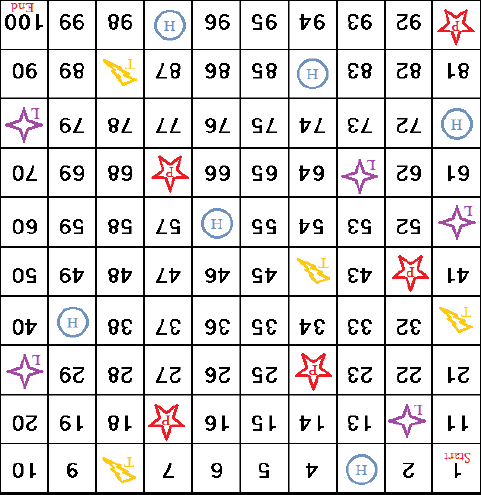 1 2 H 4 5 6 7 T 9 10
Start
11 L 13 14 15 16 P 18 19 20
21 22 23 P 25 26 27 28 29 L
T 32 33 34 35 36 37 38 H 40
41 P 43 T 45 46 47 48 49 50
L 52 53 54 55 H 57 58 59 60
61 62 L 64 65 66 P 68 69 70
H 72 73 74 75 76 77 78 79 L
81 82 83 H 85 86 87 T 89 90
P 92 93 94 95 96 H 98 99 100
End